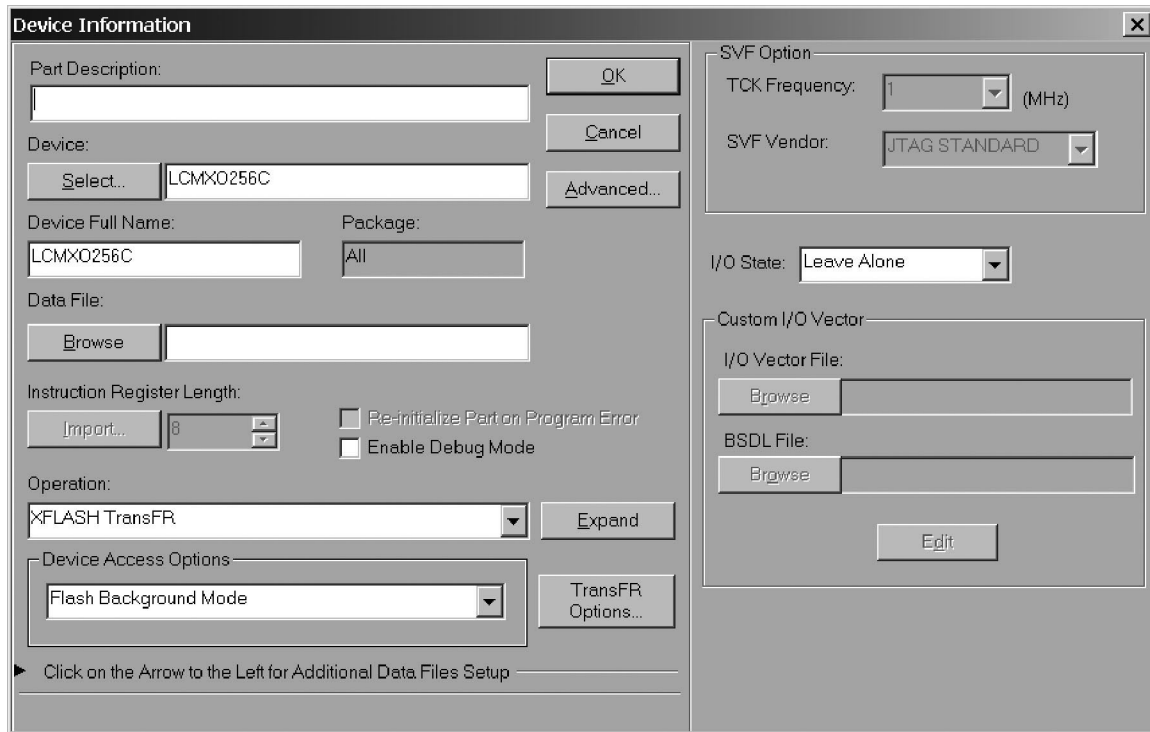 Device Information
Part Description:
OK
Cancel
Device:
Select...
LCMXO256C
Advanced...
Device Full Name:
Package:
LCMXO256C
All
Data File:
Browse
Instruction Register Length:
Import...
8
Re-initialize Part on Program Error
Enable Debug Mode
Operation:
XFLASH TransFR
Expand
Device Access Options
Flash Background Mode
TransFR
Options...
Click on the Arrow to the Left for Additional Data Files Setup
SVF Option
TCK Frequency:
1
(MHz)
SVF Vendor:
JTAG STANDARD
I/O State:
Leave Alone
Custom I/O Vector
I/O Vector File:
Browse
BSDL File:
Browse
Edit